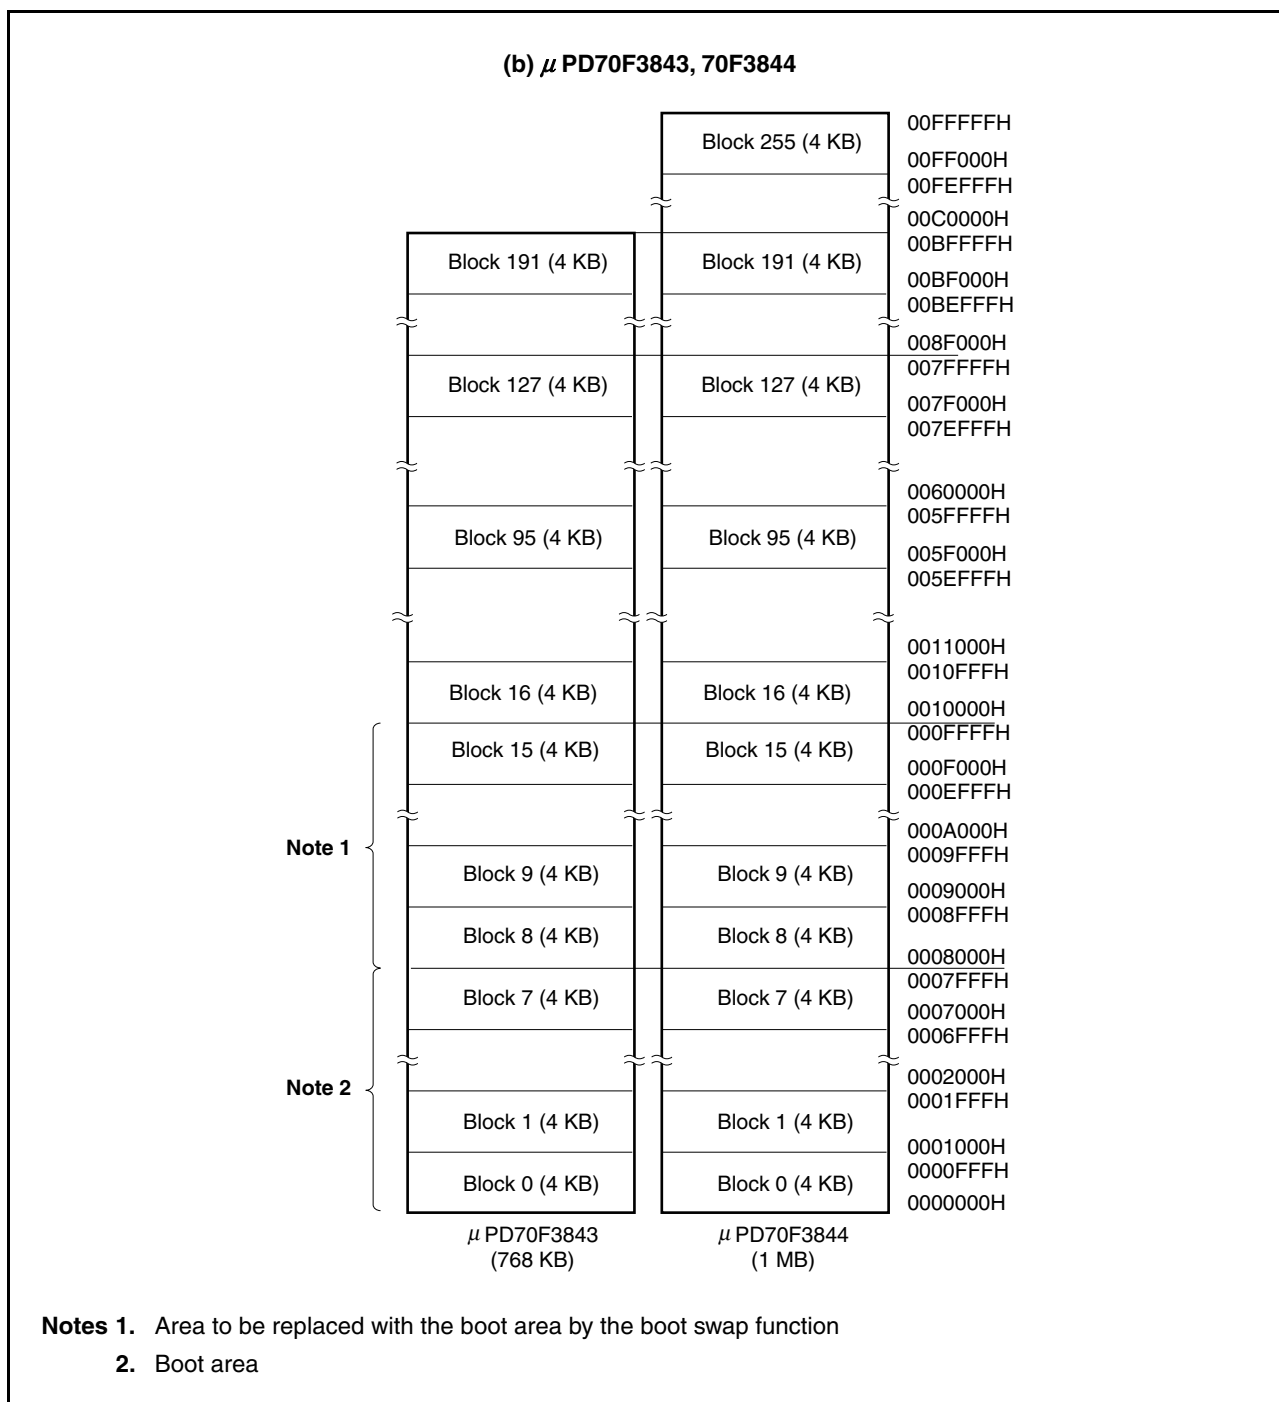 (b) μ PD70F3843, 70F3844
Block 255 (4 KB)
00FFFFFH
00FF000H
00FEFFFH
00C0000H
Block 191 (4 KB) Block 191 (4 KB)
00BFFFFH
00BF000H
00BEFFFH
008F000H
007FFFFH
Block 127 (4 KB) Block 127 (4 KB)
007F000H
007EFFFH
0060000H
005FFFFH
Block 95 (4 KB) Block 95 (4 KB)
005F000H
005EFFFH
0011000H
0010FFFH
Block 16 (4 KB) Block 16 (4 KB)
0010000H
000FFFFH
Block 15 (4 KB) Block 15 (4 KB)
000F000H
000EFFFH
000A000H
Note 1
0009FFFH
Block 9 (4 KB) Block 9 (4 KB)
0009000H
0008FFFH
Block 8 (4 KB) Block 8 (4 KB)
0008000H
0007FFFH
Block 7 (4 KB) Block 7 (4 KB)
0007000H
0006FFFH
0002000H
Note 2
0001FFFH
Block 1 (4 KB) Block 1 (4 KB)
0001000H
0000FFFH
Block 0 (4 KB) Block 0 (4 KB)
0000000H
μ PD70F3843 μ PD70F3844
(768 KB) (1 MB)
Notes 1. Area to be replaced with the boot area by the boot swap function
2. Boot area